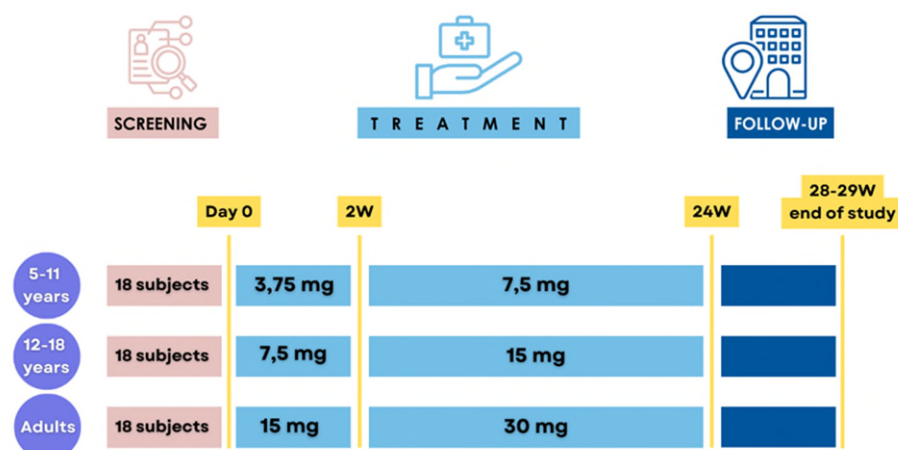 SCREENING
TREATMENT
FOLLOW-UP
Day 0
2W
24W
28-29W
end of study
5-11
years
18 subjects
3,75 mg
7,5 mg
12-18
years
18 subjects
7,5 mg
15 mg
Adults
18 subjects
15 mg
30 mg